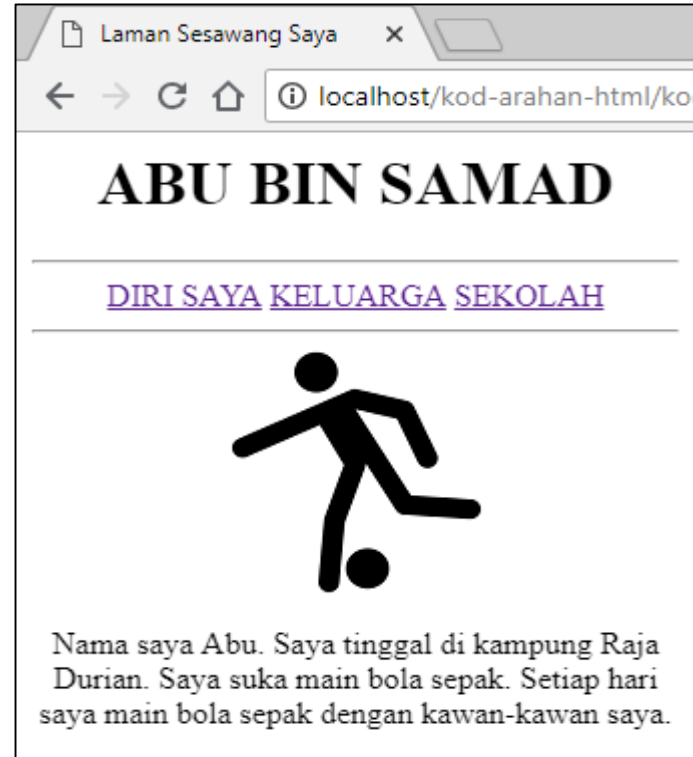 Laman Sesawang Saya
localhost/kod-arahan-html/ko
ABU BIN SAMAD
DIRI SAYA KELUARGA SEKOLAH
Nama saya Abu. Saya tinggal di kampung Raja
Durian. Saya suka main bola sepak. Setiap hari
saya main bola sepak dengan kawan-kawan saya.